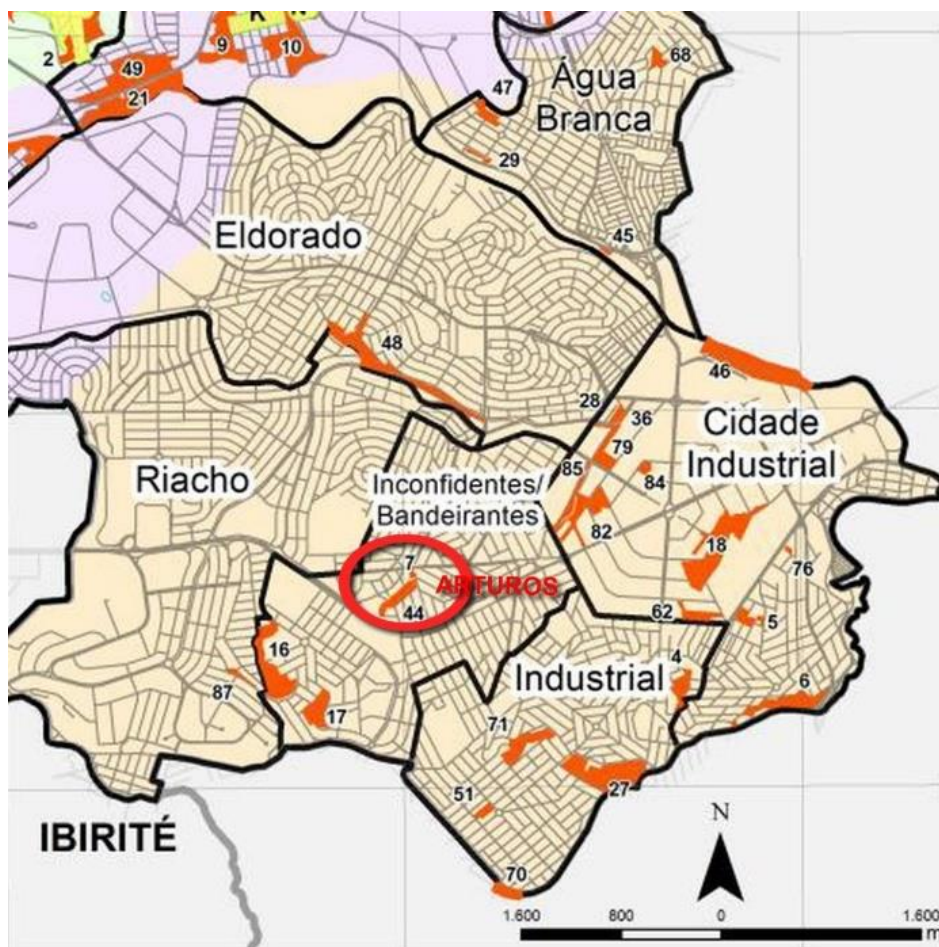 2
49
21
9
10
47
68
Água
Branca
29
45
Eldorado
48
46
28
36
Cidade
Industrial
79
85
84
Riacho
Inconfidentes/
Bandeirantes
82
18
76
7
ARTUROS
44
62
5
16
4
Industrial
6
87
17
71
27
51
IBIRITÉ
70
N
1.600
800
0
1.600
m